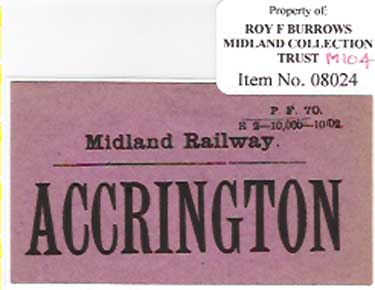 Property of:
ROY F BURROWS
MIDLAND COLLECTION
TRUST M104
Item No. 08024
P. F. 70.
E 2—10,000—10/02.
Midland Railway.
ACCRINGTON